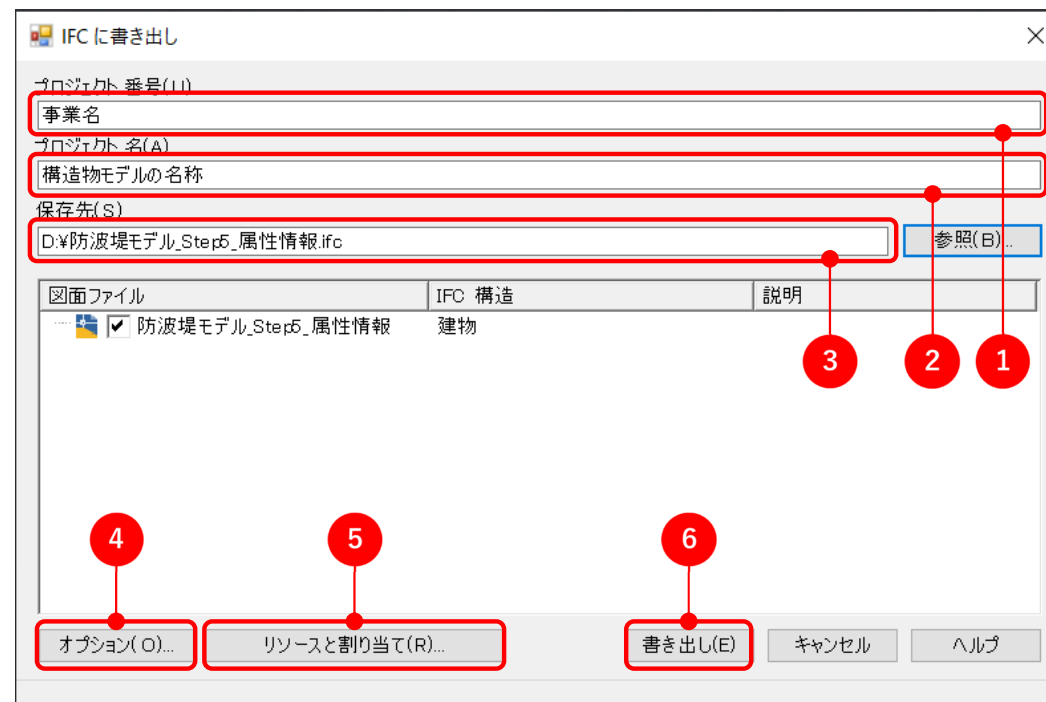 IFC に書き出し
プロジェクト 番号(U)
事業名
プロジェクト 名(A)
構造物モデルの名称
保存先(S)
D:¥防波堤モデル_Step5_属性情報.ifc
参照(B)...
図面ファイル IFC 構造 説明
防波堤モデル_Step5_属性情報 建物
3 2 1
4 5 6
オプション(O)... リソースと割り当て(R)... 書き出し(E) キャンセル ヘルプ